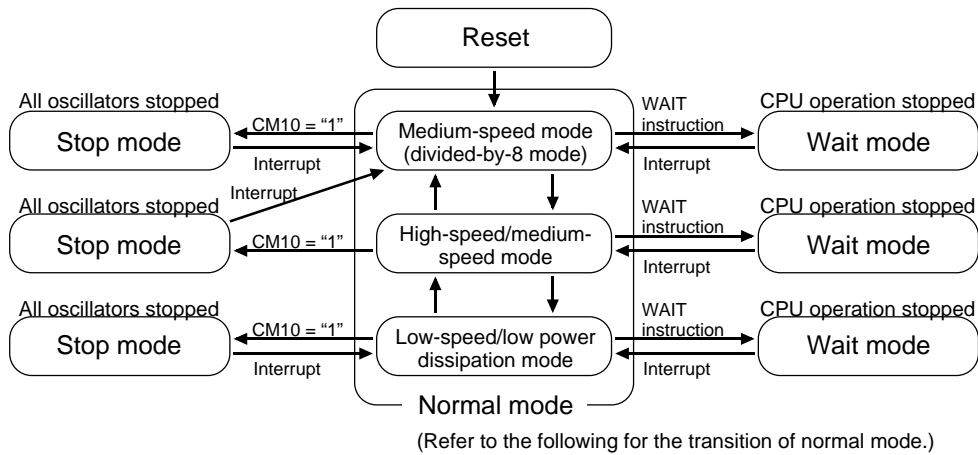 Reset
All oscillators stopped
Stop mode
CM10 = “1”
Interrupt
Medium-speed mode
(divided-by-8 mode)
WAIT
instruction
Interrupt
CPU operation stopped
Wait mode
Interrupt
All oscillators stopped
Stop mode
CM10 = “1”
High-speed/medium-
speed mode
WAIT
instruction
Interrupt
CPU operation stopped
Wait mode
All oscillators stopped
Stop mode
CM10 = “1”
Interrupt
Low-speed/low power
dissipation mode
WAIT
instruction
Interrupt
CPU operation stopped
Wait mode
Normal mode
(Refer to the following for the transition of normal mode.)